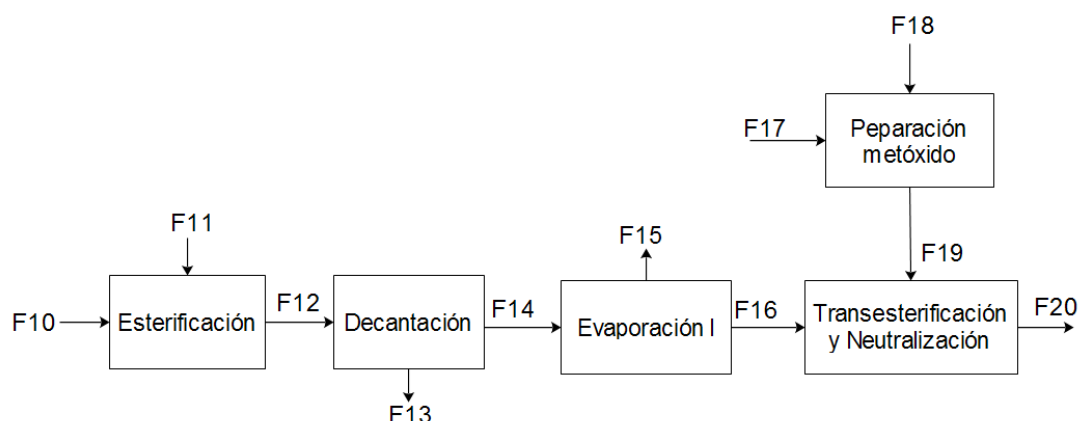 F18
F17
Peparación
metóxido
F11
F15
F19
F10
Esterificación
F12
Decantación
F14
Evaporación I
F16
Transesterificación
y Neutralización
F20
F13